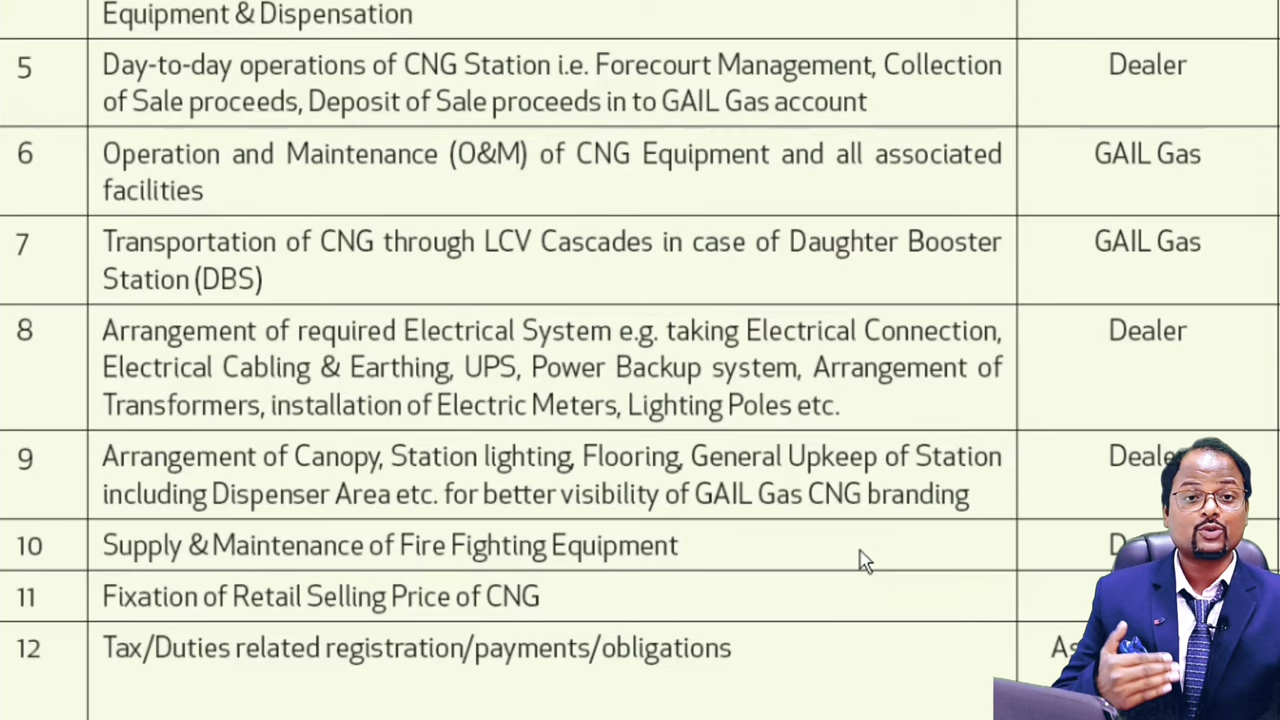 Equipment & Dispensation
5
Day-to-day operations of CNG Station i.e. Forecourt Management, Collection
of Sale proceeds, Deposit of Sale proceeds in to GAIL Gas account
Dealer
6
Operation and Maintenance (O&M) of CNG Equipment and all associated
facilities
GAIL Gas
7
Transportation of CNG through LCV Cascades in case of Daughter Booster
Station (DBS)
GAIL Gas
8
Arrangement of required Electrical System e.g. taking Electrical Connection,
Electrical Cabling & Earthing, UPS, Power Backup system, Arrangement of
Transformers, installation of Electric Meters, Lighting Poles etc.
Dealer
9
Arrangement of Canopy, Station lighting, Flooring, General Upkeep of Station
including Dispenser Area etc. for better visibility of GAIL Gas CNG branding
10
Supply & Maintenance of Fire Fighting Equipment
11
Fixation of Retail Selling Price of CNG
12
Tax/Duties related registration/payments/obligations